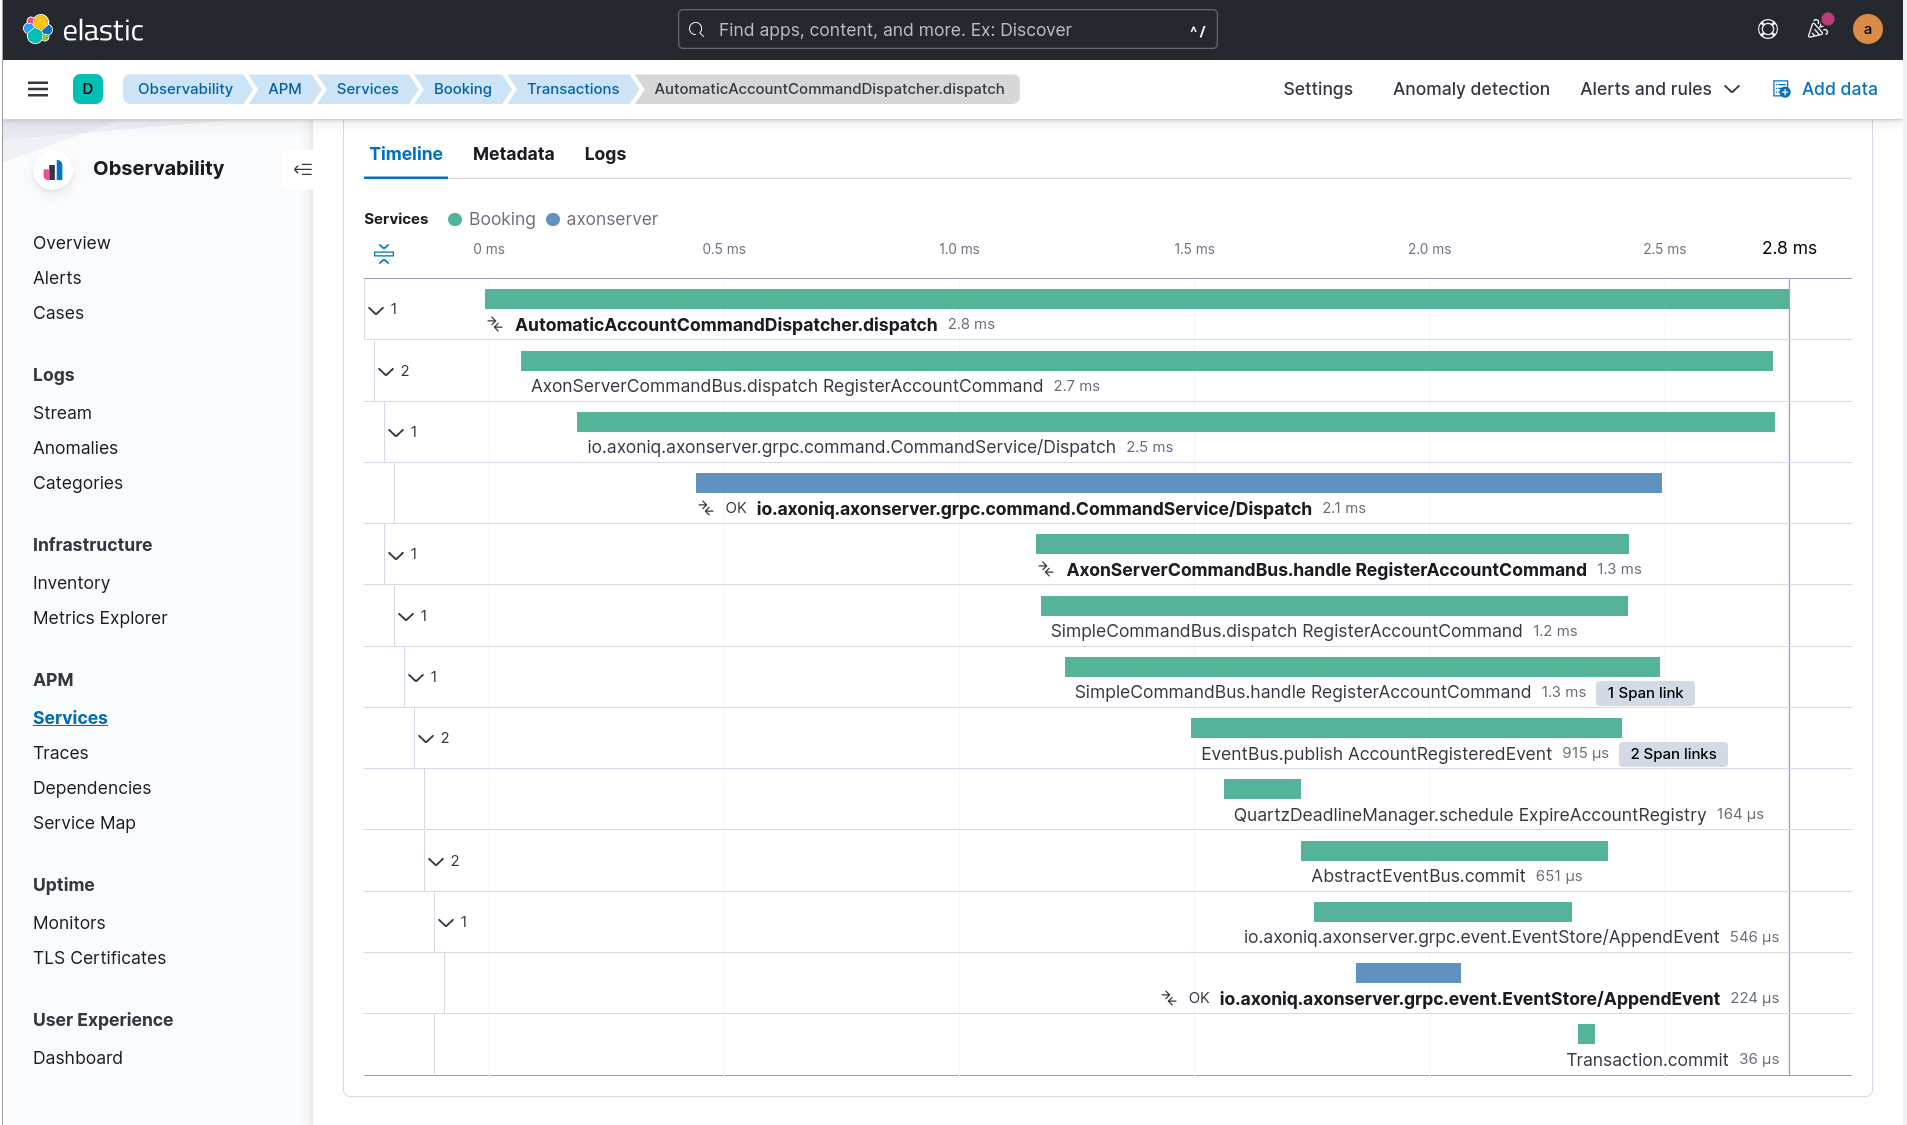 elastic
Find apps, content, and more. Ex: Discover
^ /
a
D
Observability
APM
Services
Booking
Transactions
AutomaticAccountCommandDispatcher.dispatch
Settings
Anomaly detection
Alerts and rules
Add data
Observability
Overview
Alerts
Cases
Logs
Stream
Anomalies
Categories
Infrastructure
Inventory
Metrics Explorer
APM
Services
Traces
Dependencies
Service Map
Uptime
Monitors
TLS Certificates
User Experience
Dashboard
Timeline
Metadata
Logs
Services
Booking
axonserver
0 ms
0.5 ms
1.0 ms
1.5 ms
2.0 ms
2.5 ms
2.8 ms
1
AutomaticAccountCommandDispatcher.dispatch 2.8 ms
2
AxonServerCommandBus.dispatch RegisterAccountCommand 2.7 ms
1
io.axoniq.axonserver.grpc.command.CommandService/Dispatch 2.5 ms
OK io.axoniq.axonserver.grpc.command.CommandService/Dispatch 2.1 ms
1
AxonServerCommandBus.handle RegisterAccountCommand 1.3 ms
1
SimpleCommandBus.dispatch RegisterAccountCommand 1.2 ms
1
SimpleCommandBus.handle RegisterAccountCommand 1.3 ms 1 Span link
2
EventBus.publish AccountRegisteredEvent 915 μs 2 Span links
QuartzDeadlineManager.schedule ExpireAccountRegistry 164 μs
2
AbstractEventBus.commit 651 μs
1
io.axoniq.axonserver.grpc.event.EventStore/AppendEvent 546 μs
OK io.axoniq.axonserver.grpc.event.EventStore/AppendEvent 224 μs
Transaction.commit 36 μs